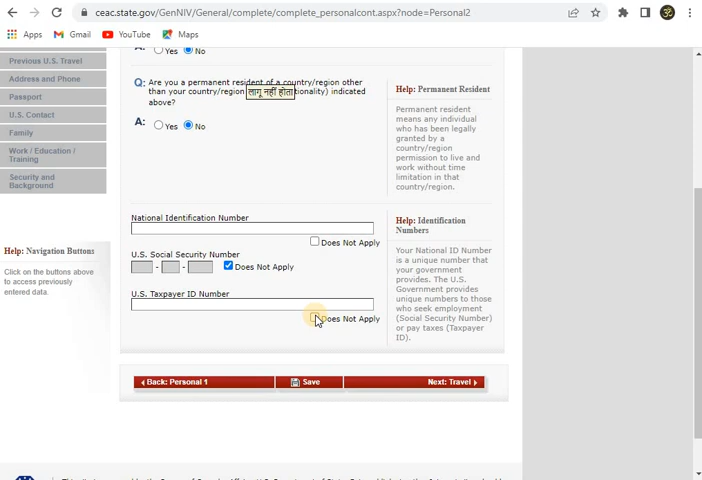 ceac.state.gov/GenNIV/General/complete/complete_personalcont.aspx?node=Personal2
Apps Gmail YouTube Maps
Previous U.S. Travel
Address and Phone
Passport
U.S. Contact
Family
Work / Education /
Training
Security and
Background
Help: Navigation Buttons
Click on the buttons above
to access previously
entered data.
A: Yes No
Q: Are you a permanent resident of a country/region other
than your country/region लागू नहीं होता tionality) indicated
above?
A: Yes No
Help: Permanent Resident
Permanent resident
means any individual
who has been legally
granted by a
country/region
permission to live and
work without time
limitation in that
country/region.
National Identification Number
Does Not Apply
U.S. Social Security Number
- - Does Not Apply
U.S. Taxpayer ID Number
Does Not Apply
Help: Identification
Numbers
Your National ID Number
is a unique number that
your government
provides. The U.S.
Government provides
unique numbers to those
who seek employment
(Social Security Number)
or pay taxes (Taxpayer
ID).
Back: Personal 1 Save Next: Travel